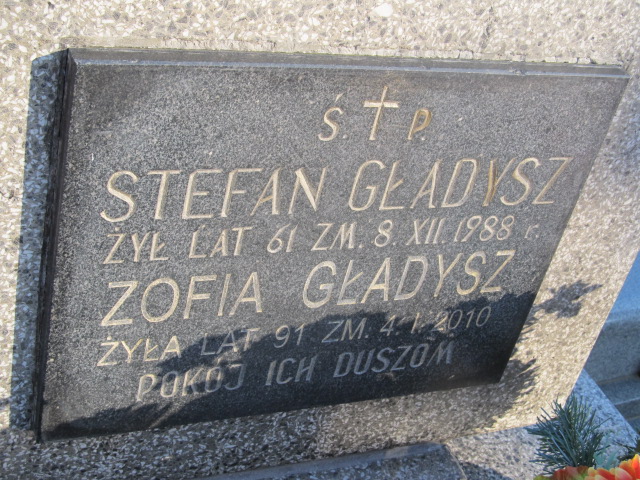 Ś. P.
STEFAN GŁADYSZ
ŻYŁ LAT 61 ZM. 8. XII. 1988 r.
ZOFIA GŁADYSZ
ŻYŁA LAT 91 ZM. 4. I. 2010
POKÓJ ICH DUSZOM